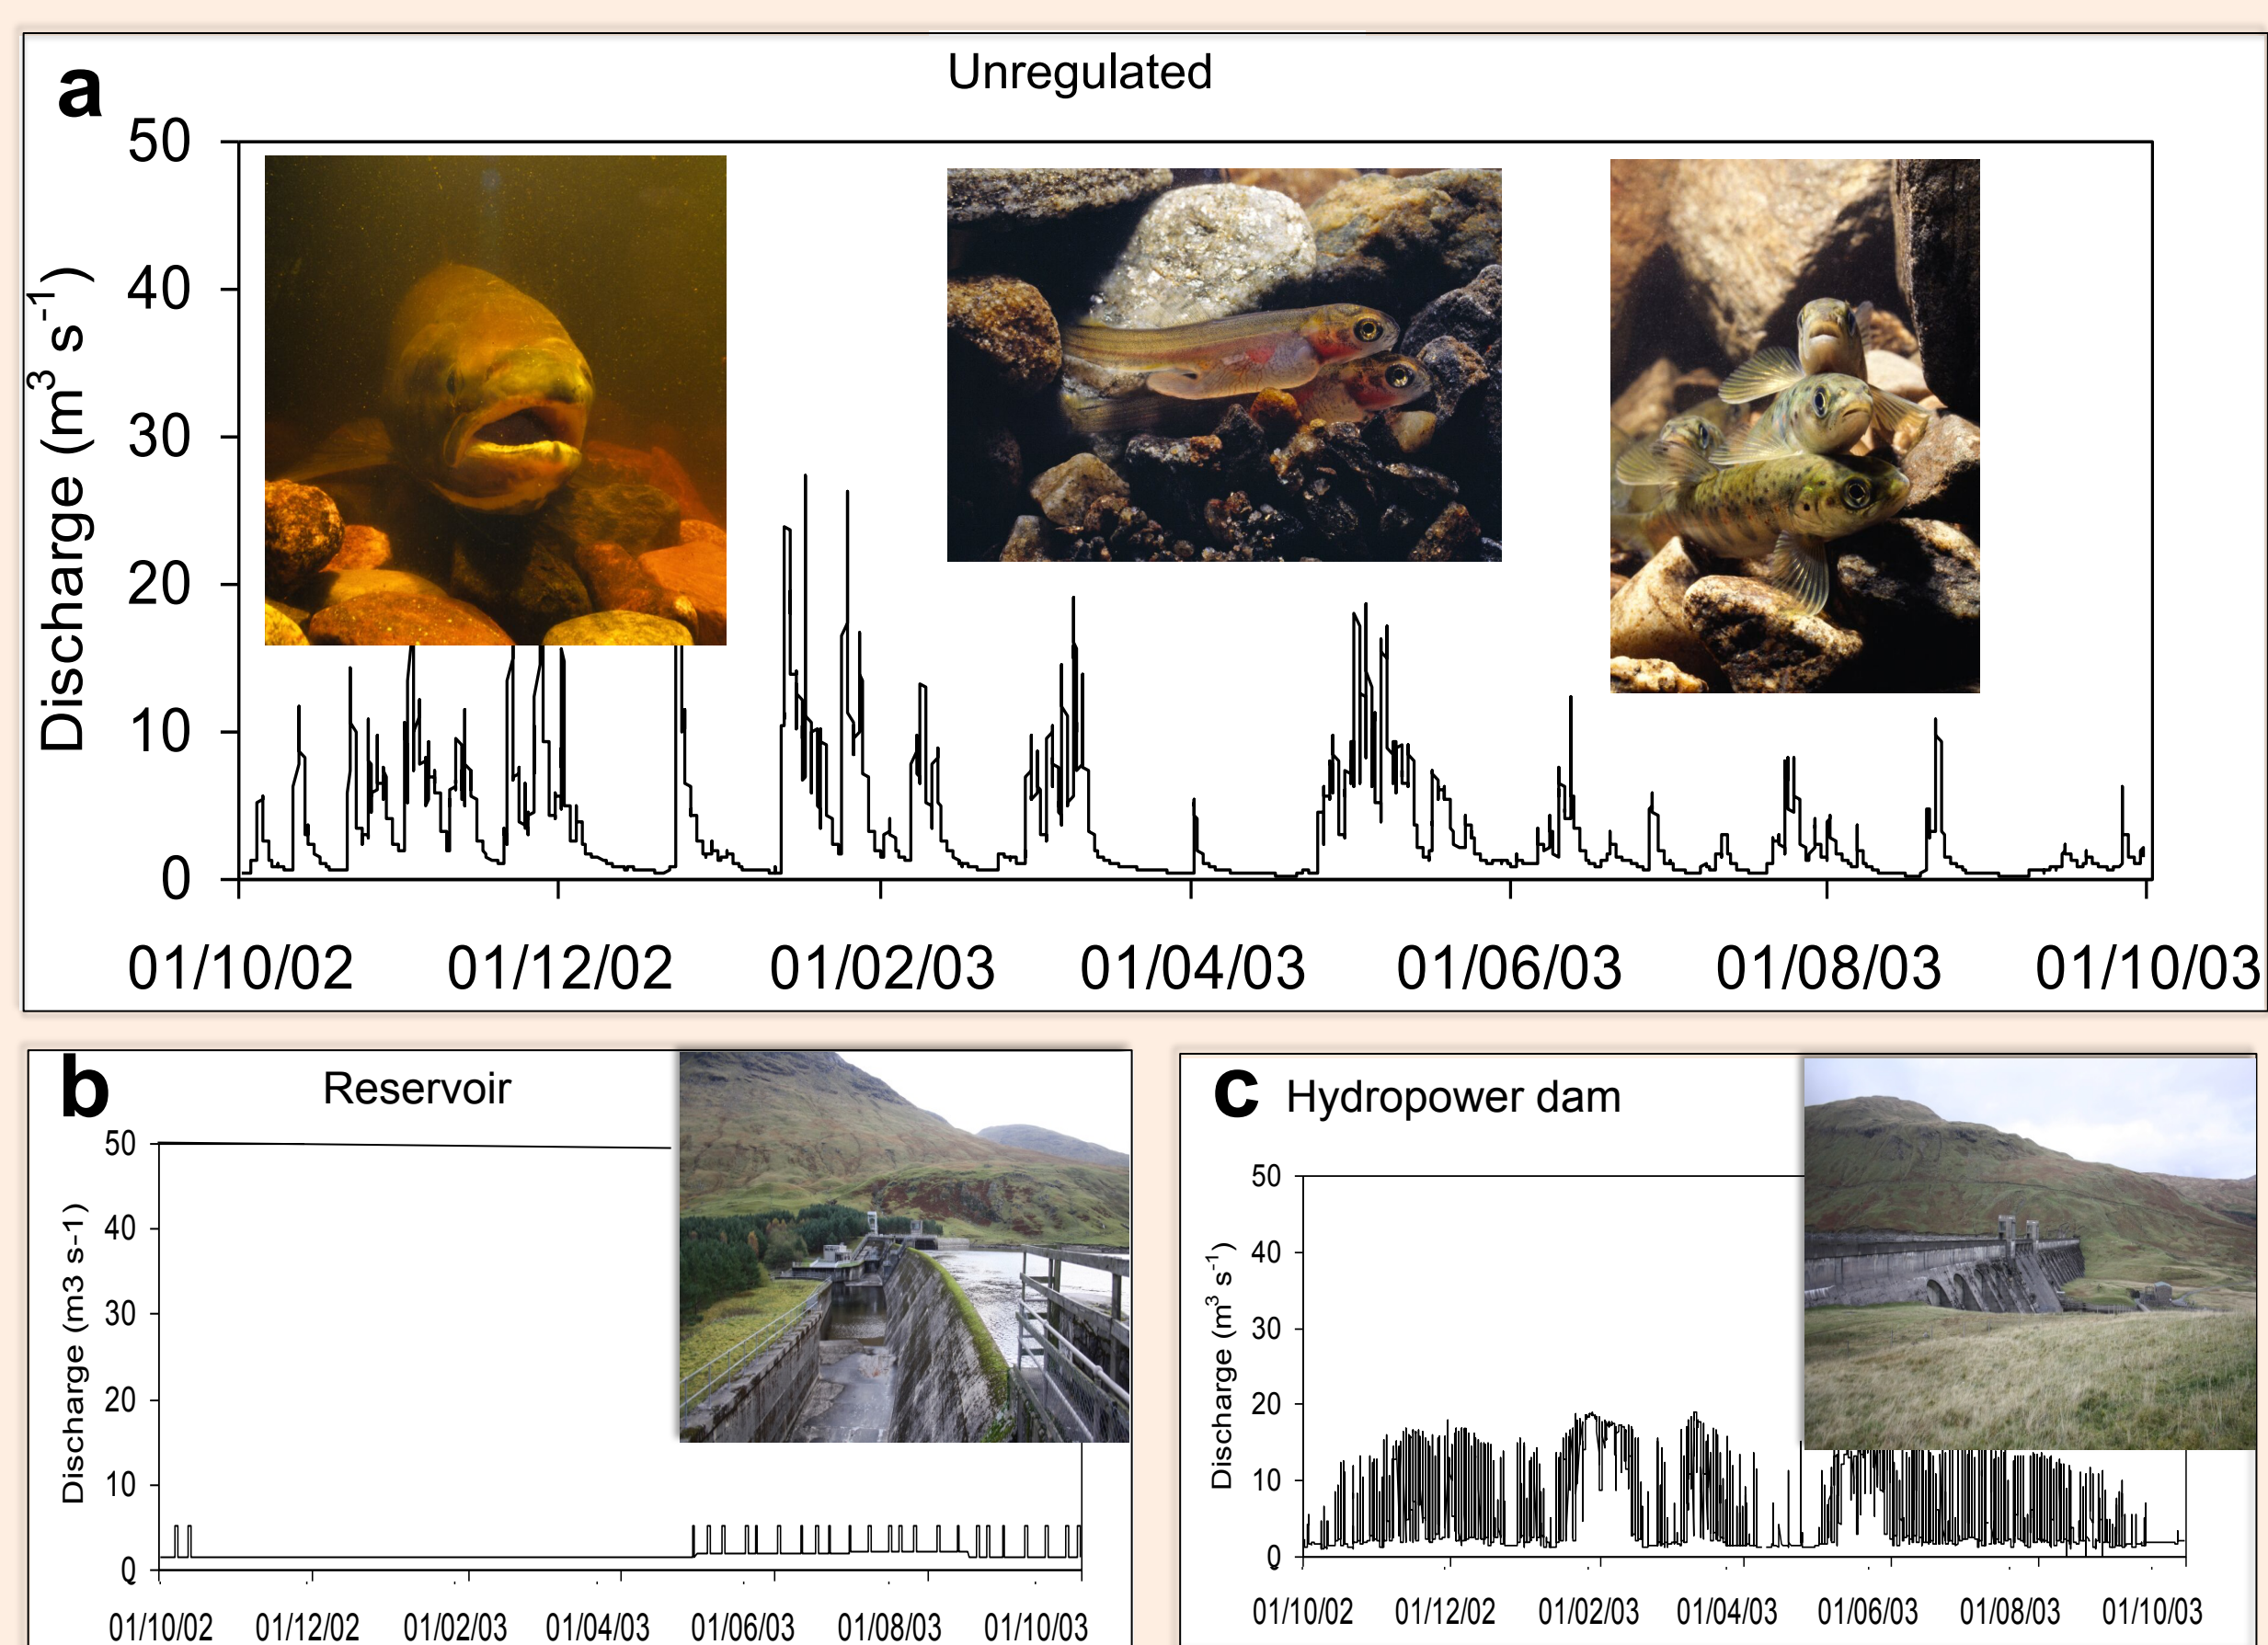 a
Unregulated
50
40
30
20
10
0
Discharge (m³ s⁻¹)
01/10/02 01/12/02 01/02/03 01/04/03 01/06/03 01/08/03 01/10/03
b
Reservoir
50
40
30
20
10
0
Discharge (m3 s-1)
01/10/02 01/12/02 01/02/03 01/04/03 01/06/03 01/08/03 01/10/03
c
Hydropower dam
50
40
30
20
10
0
Discharge (m³ s⁻¹)
01/10/02 01/12/02 01/02/03 01/04/03 01/06/03 01/08/03 01/10/03